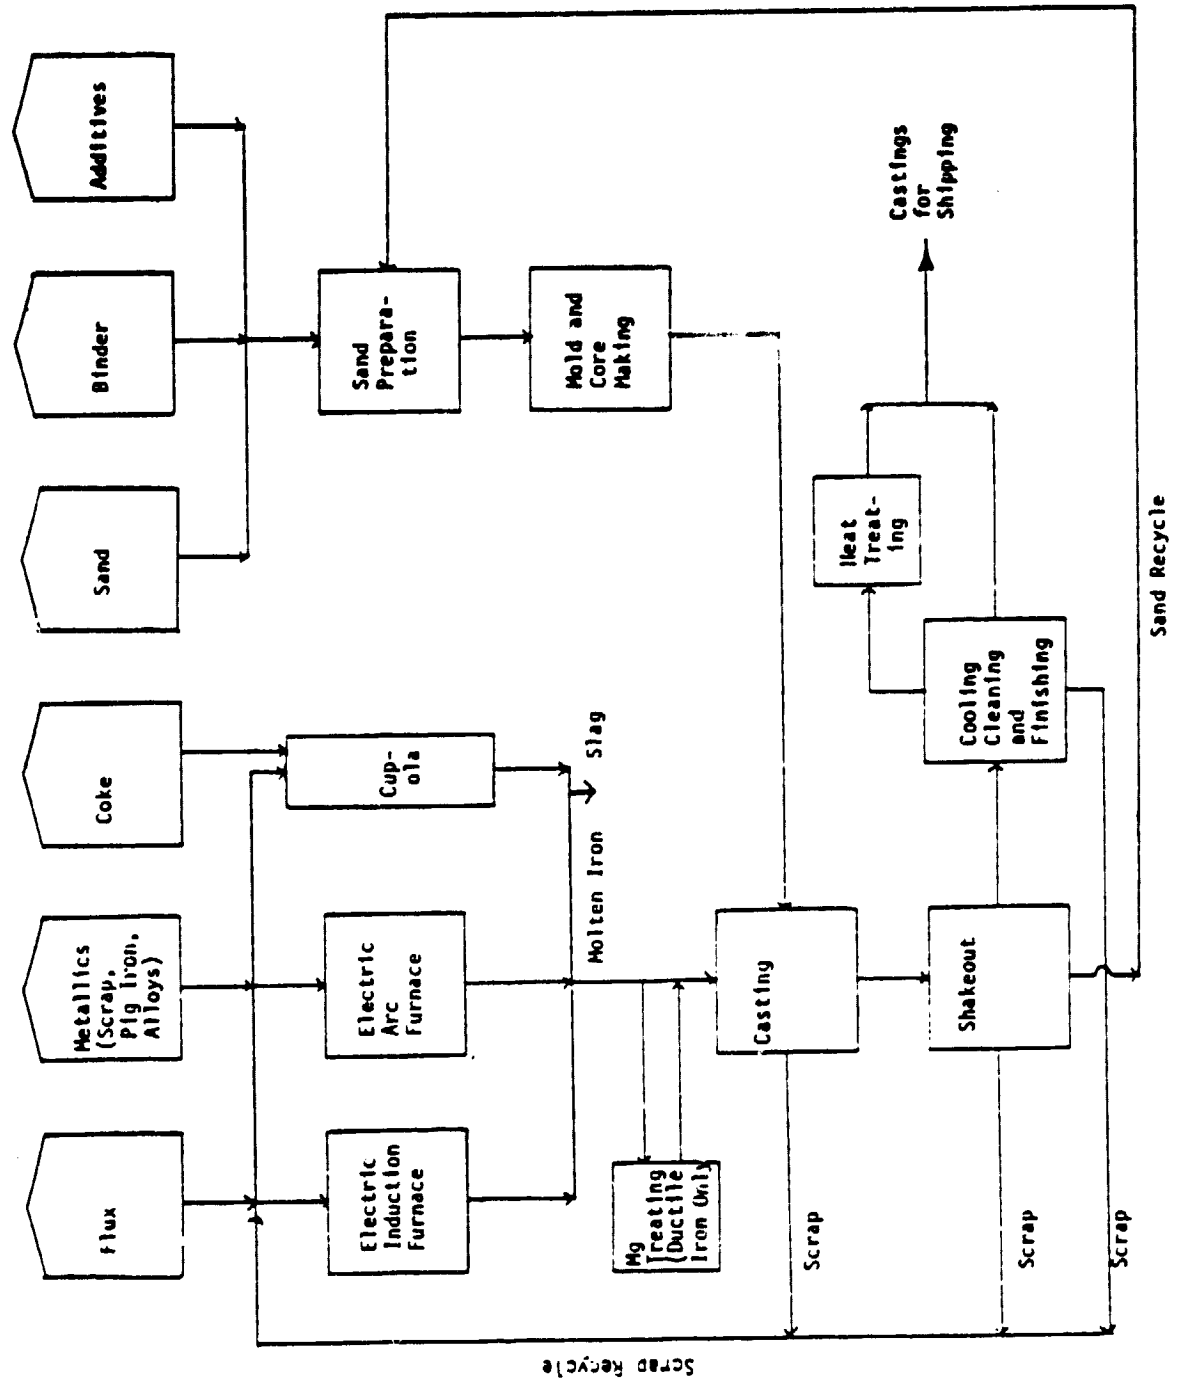 Flux
Metallics
(Scrap,
Pig Iron,
Alloys)
Coke
Sand
Binder
Additives
Electric
Induction
Furnace
Electric
Arc
Furnace
Cup-
ola
Sand
Prepara-
tion
Mold and
Core
Making
Molten Iron
Slag
Mg
Treating
(Ductile
Iron Only
Casting
Heat
Treat-
ing
Castings
for
Shipping
Shakeout
Cooling
Cleaning
and
Finishing
Scrap
Scrap
Scrap
Scrap Recycle
Sand Recycle